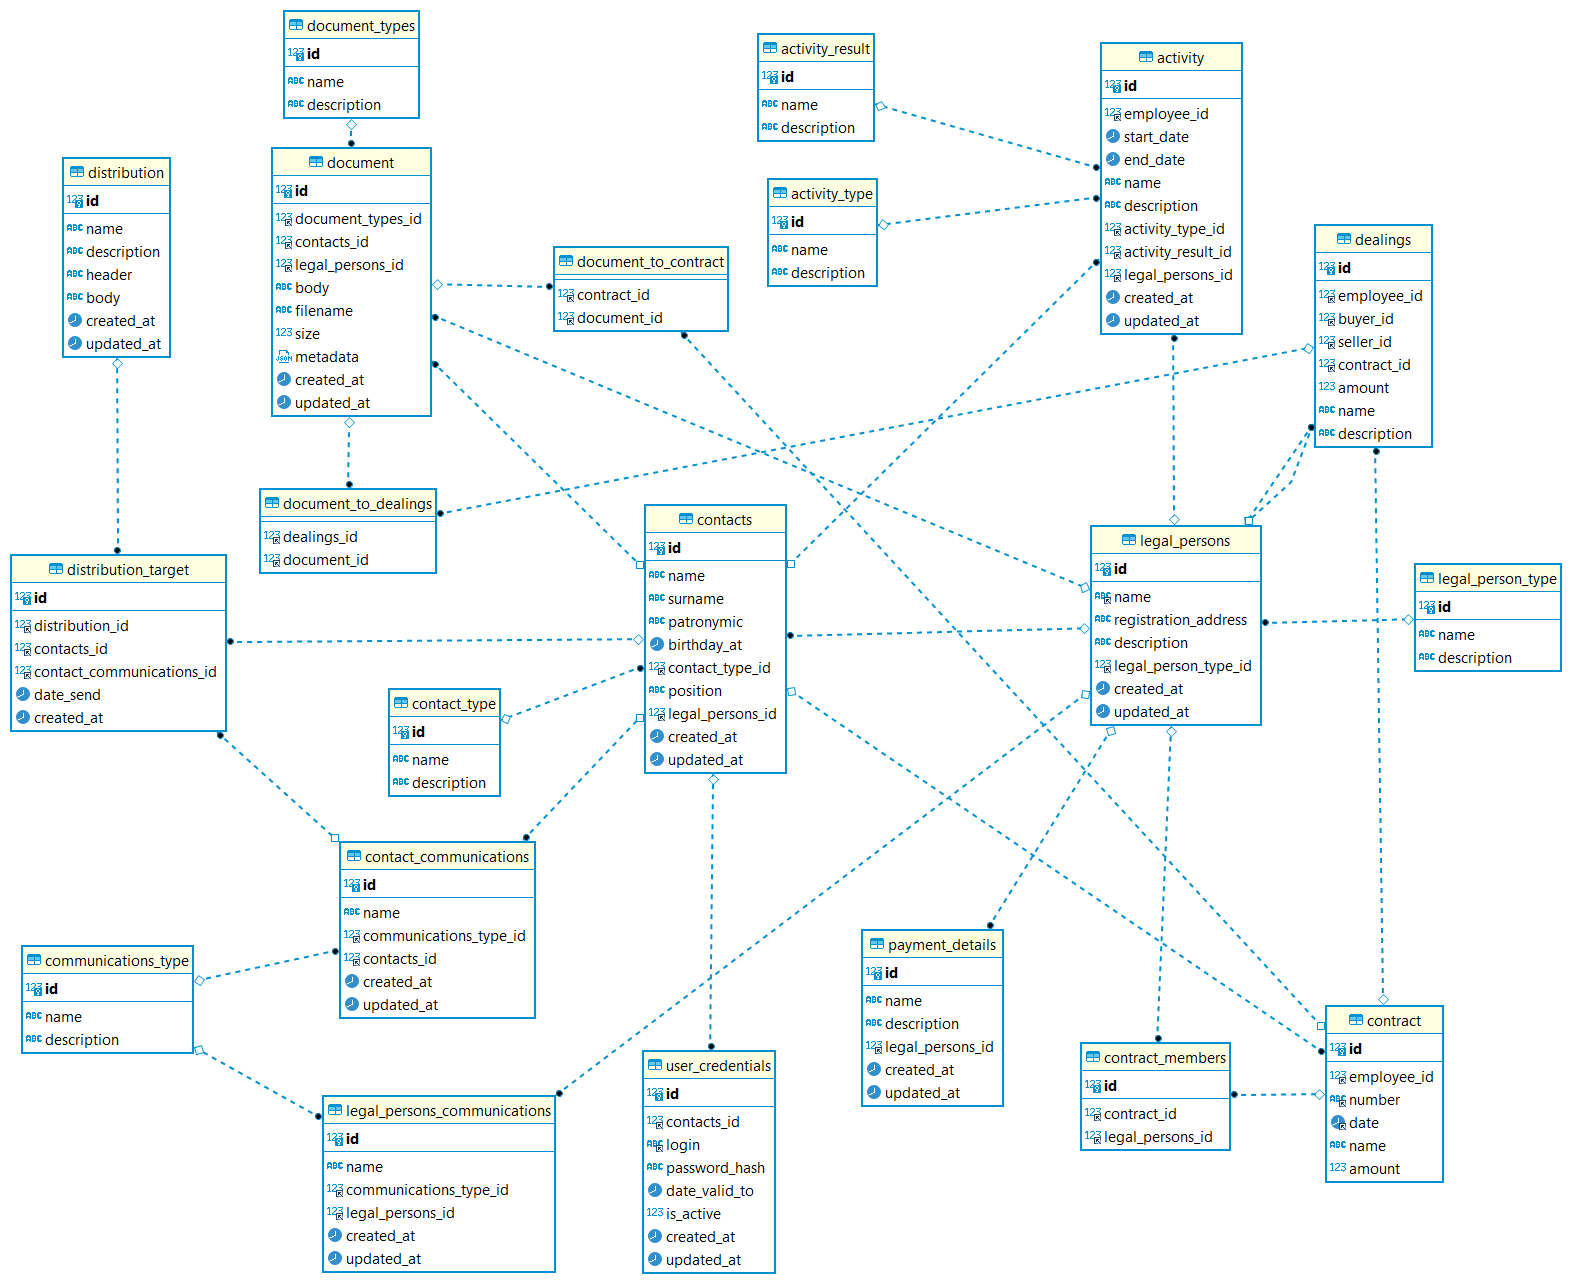 document_types
id
name
description
document
id
document_types_id
contacts_id
legal_persons_id
body
filename
size
metadata
created_at
updated_at
distribution
id
name
description
header
body
created_at
updated_at
document_to_contract
contract_id
document_id
activity_result
id
name
description
activity_type
id
name
description
activity
id
employee_id
start_date
end_date
name
description
activity_type_id
activity_result_id
legal_persons_id
created_at
updated_at
dealings
id
employee_id
buyer_id
seller_id
contract_id
amount
name
description
document_to_dealings
dealings_id
document_id
distribution_target
id
distribution_id
contacts_id
contact_communications_id
date_send
created_at
contacts
id
name
surname
patronymic
birthday_at
contact_type_id
position
legal_persons_id
created_at
updated_at
legal_persons
id
name
registration_address
description
legal_person_type_id
created_at
updated_at
legal_person_type
id
name
description
contact_type
id
name
description
contact_communications
id
name
communications_type_id
contacts_id
created_at
updated_at
communications_type
id
name
description
legal_persons_communications
id
name
communications_type_id
legal_persons_id
created_at
updated_at
user_credentials
id
contacts_id
login
password_hash
date_valid_to
is_active
created_at
updated_at
payment_details
id
name
description
legal_persons_id
created_at
updated_at
contract_members
id
contract_id
legal_persons_id
contract
id
employee_id
number
date
name
amount